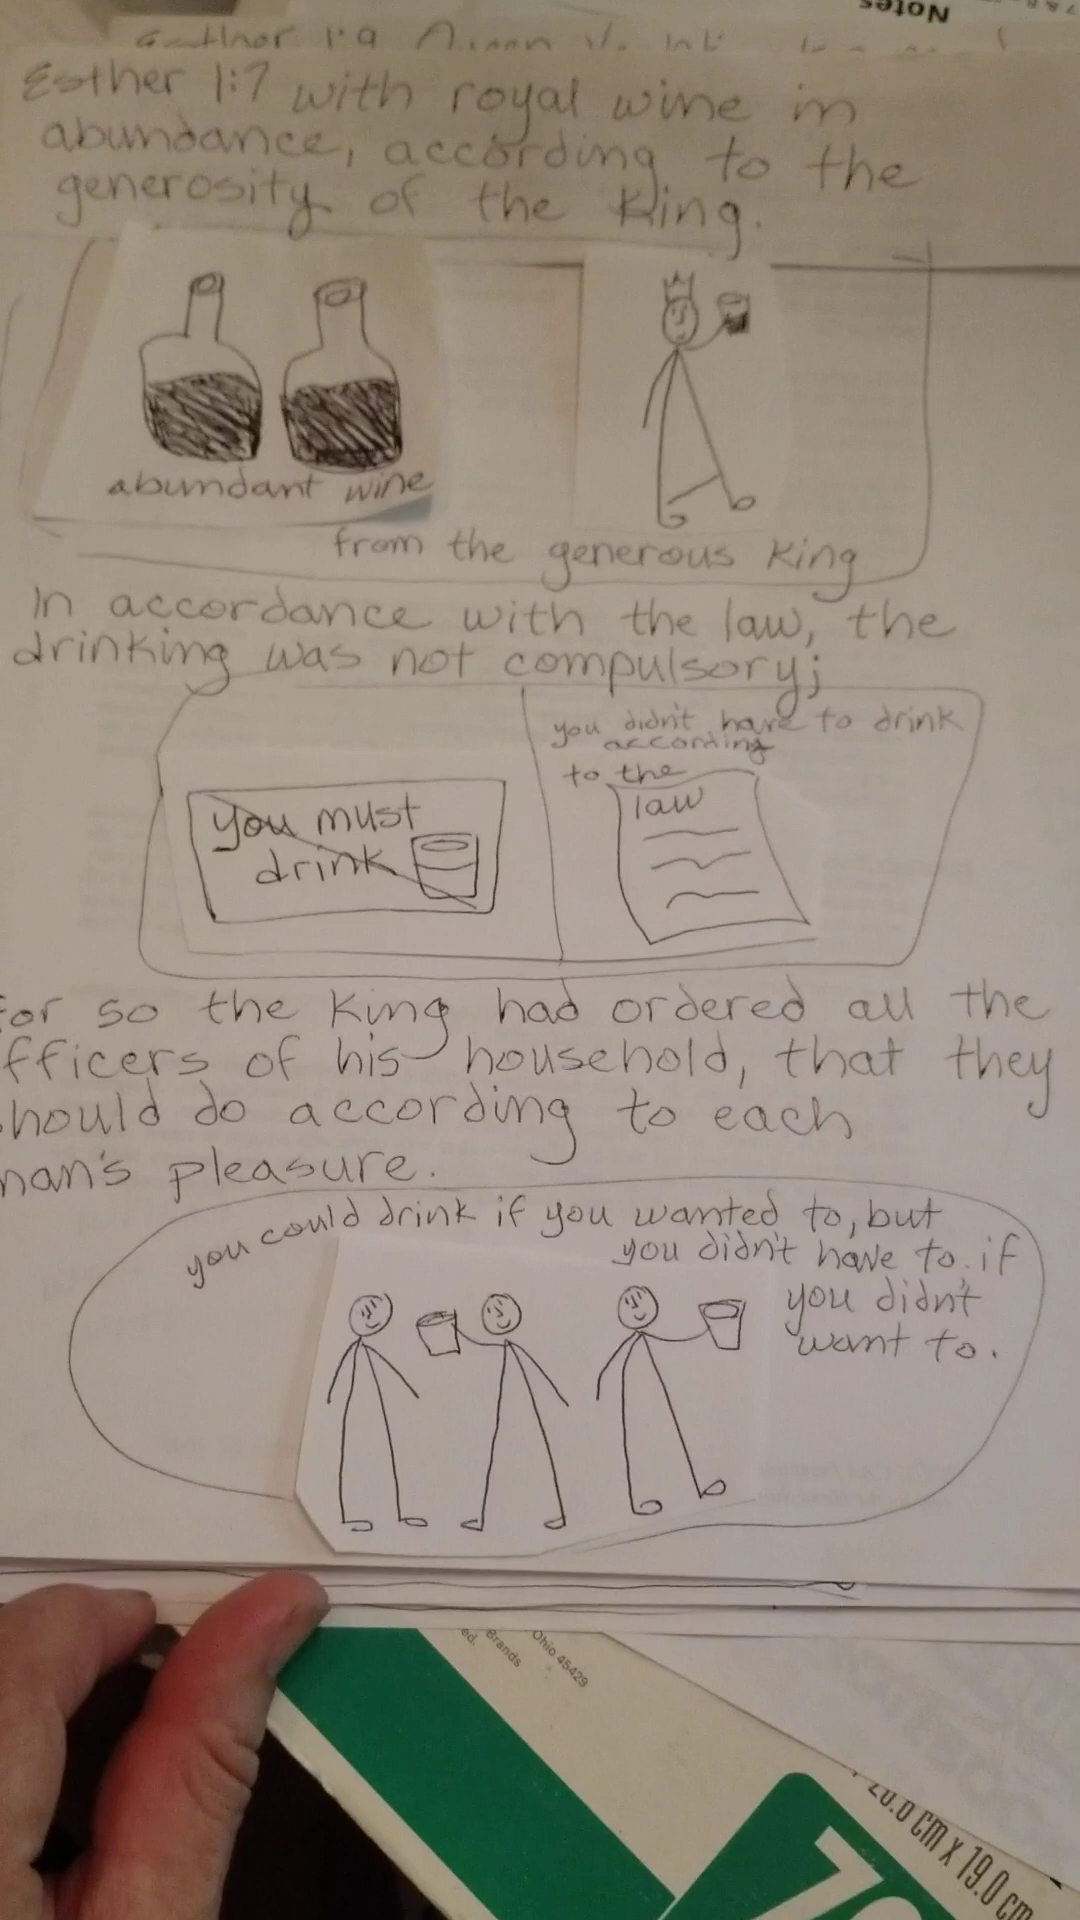 Notes
Esther 1:7 with royal wine in
abundance, according to the
generosity of the King.
abundant wine
from the generous King
In accordance with the law, the
drinking was not compulsory;
you must
drink
you didn't have to drink
according
to the
law
for so the King had ordered all the
fficers of his household, that they
hould do according to each
man's pleasure.
you could drink if you wanted to, but
you didn't have to if
you didn't
want to.
ed.
Brands
Ohio 45429
20.0 cm x 19.0 cm